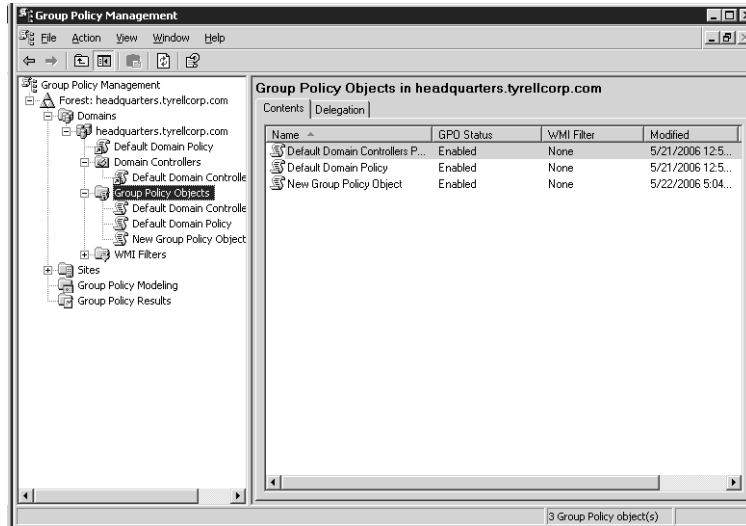 Group Policy Management
File Action View Window Help
Group Policy Management
Forest: headquarters.tyrellcorp.com
Domains
headquarters.tyrellcorp.com
Default Domain Policy
Domain Controllers
Default Domain Controlle
Group Policy Objects
Default Domain Controlle
Default Domain Policy
New Group Policy Object
WMI Filters
Sites
Group Policy Modeling
Group Policy Results
Group Policy Objects in headquarters.tyrellcorp.com
Contents Delegation
Name GPO Status WMI Filter Modified
Default Domain Controllers P... Enabled None 5/21/2006 12:5...
Default Domain Policy Enabled None 5/21/2006 12:5...
New Group Policy Object Enabled None 5/22/2006 5:04...
3 Group Policy object(s)